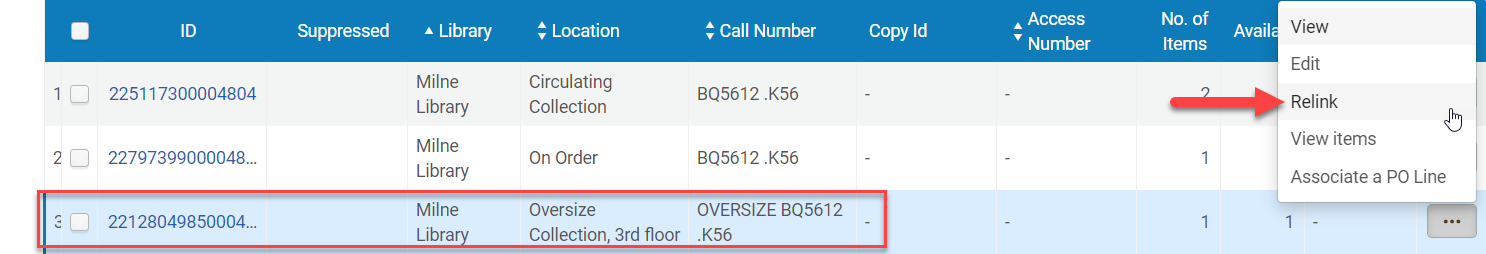 ID Suppressed Library Location Call Number Copy Id Access Number No. of Items
1 225117300004804 Milne Library Circulating Collection BQ5612 .K56 - - 2
2 22797399000048... Milne Library On Order BQ5612 .K56 - - 1
3 22128049850004... Milne Library Oversize Collection, 3rd floor OVERSIZE BQ5612 .K56 - - 1 1 - ...
View
Edit
Relink
View items
Associate a PO Line